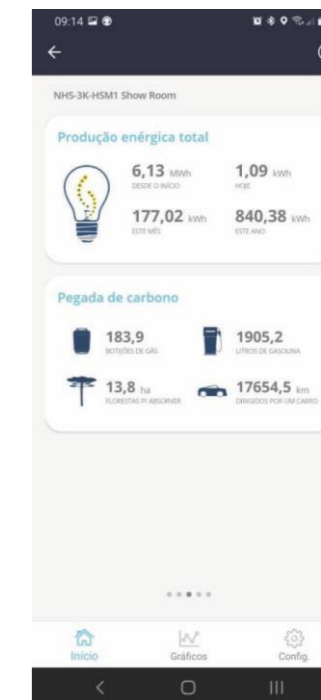 09:14
NHS-3K-HSM1 Show Room
Produção enérgica total
6,13 MWh
DESDE O INÍCIO
1,09 kWh
HOJE
177,02 kWh
ESTE MÊS
840,38 kWh
ESTE ANO
Pegada de carbono
183,9
BOTIJÕES DE GÁS
1905,2
LITROS DE GASOLINA
13,8 ha
FLORESTAS P/ ABSORVER
17654,5 km
DIRIGIDOS POR UM CARRO
Início
Gráficos
Config.